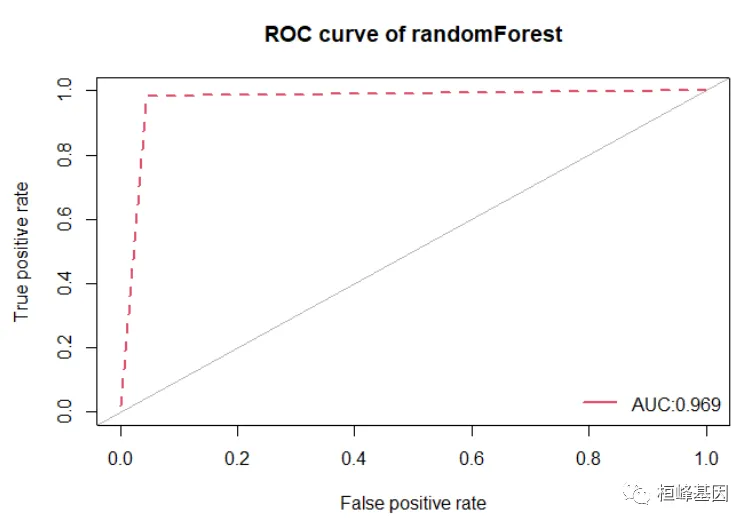 ROC curve of randomForest
True positive rate
1.0
0.8
0.6
0.4
0.2
0.0
AUC:0.969
0.0 0.2 0.4 0.6 0.8 1.0
False positive rate
桓峰基因